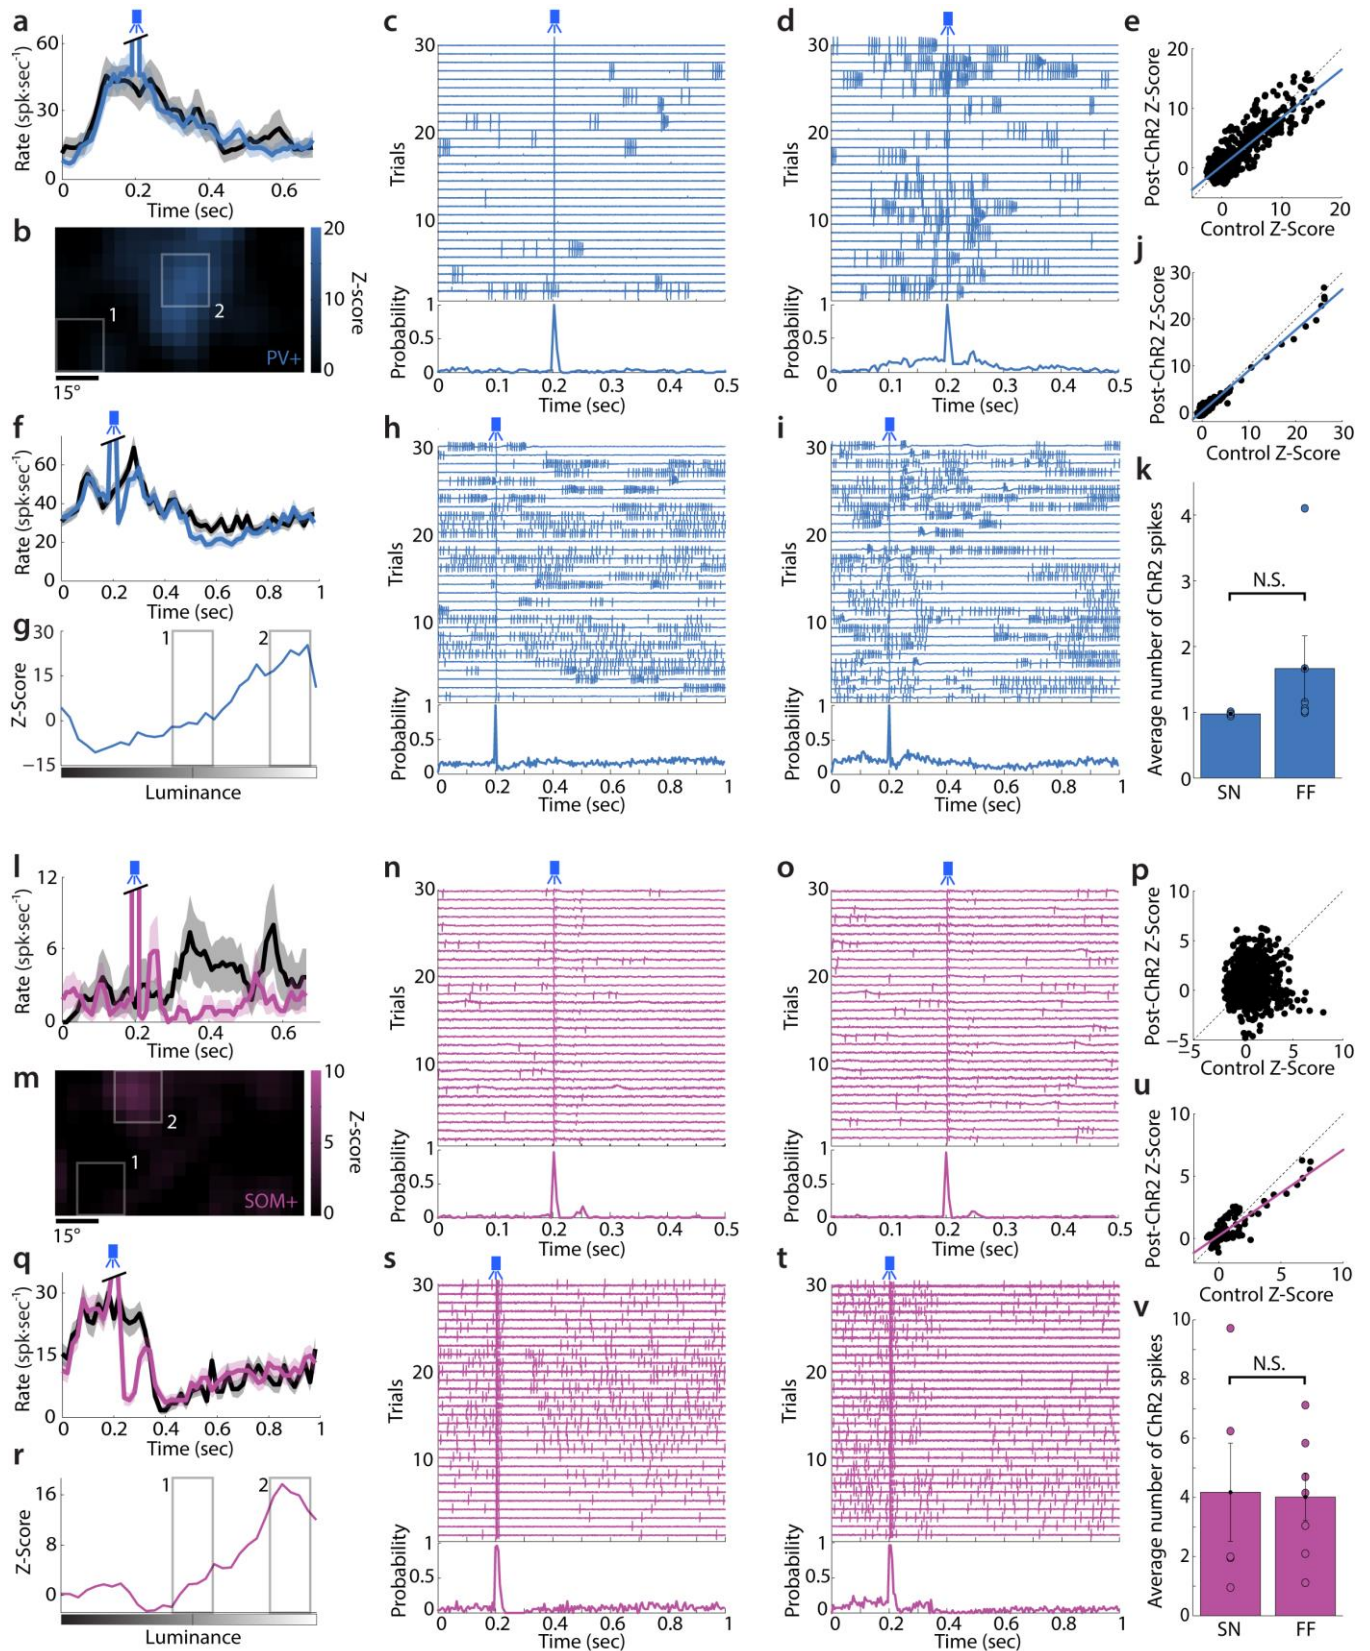 a
Rate (spk·sec⁻¹)
60
30
0
0 0.2 0.4 0.6
Time (sec)
b
1
2
PV+
15°
20
10
0
Z-score
c
Trials
30
20
10
Probability
1
0.5
0
0 0.1 0.2 0.3 0.4 0.5
Time (sec)
d
Trials
30
20
10
Probability
1
0.5
0
0 0.1 0.2 0.3 0.4 0.5
Time (sec)
e
Post-ChR2 Z-Score
20
10
0
0 10 20
Control Z-Score
j
Post-ChR2 Z-Score
30
20
10
0
0 10 20 30
Control Z-Score
f
Rate (spk·sec⁻¹)
60
40
20
0
0 0.2 0.4 0.6 0.8 1
Time (sec)
g
Z-Score
30
15
0
−15
1
2
Luminance
h
Trials
30
20
10
Probability
1
0.5
0
0 0.2 0.4 0.6 0.8 1
Time (sec)
i
Trials
30
20
10
Probability
1
0.5
0
0 0.2 0.4 0.6 0.8 1
Time (sec)
k
Average number of ChR2 spikes
4
3
2
1
0
N.S.
SN FF
l
Rate (spk·sec⁻¹)
12
6
0
0 0.2 0.4 0.6
Time (sec)
m
2
1
SOM+
15°
10
5
0
Z-score
n
Trials
30
20
10
Probability
1
0.5
0
0 0.1 0.2 0.3 0.4 0.5
Time (sec)
o
Trials
30
20
10
Probability
1
0.5
0
0 0.1 0.2 0.3 0.4 0.5
Time (sec)
p
Post-ChR2 Z-Score
10
5
0
−5
−5 0 5 10
Control Z-Score
u
Post-ChR2 Z-Score
10
5
0
0 5 10
Control Z-Score
q
Rate (spk·sec⁻¹)
30
15
0
0 0.2 0.4 0.6 0.8 1
Time (sec)
r
Z-Score
16
8
0
1
2
Luminance
s
Trials
30
20
10
Probability
1
0.5
0
0 0.2 0.4 0.6 0.8 1
Time (sec)
t
Trials
30
20
10
Probability
1
0.5
0
0 0.2 0.4 0.6 0.8 1
Time (sec)
v
Average number of ChR2 spikes
10
8
6
4
2
0
N.S.
SN FF